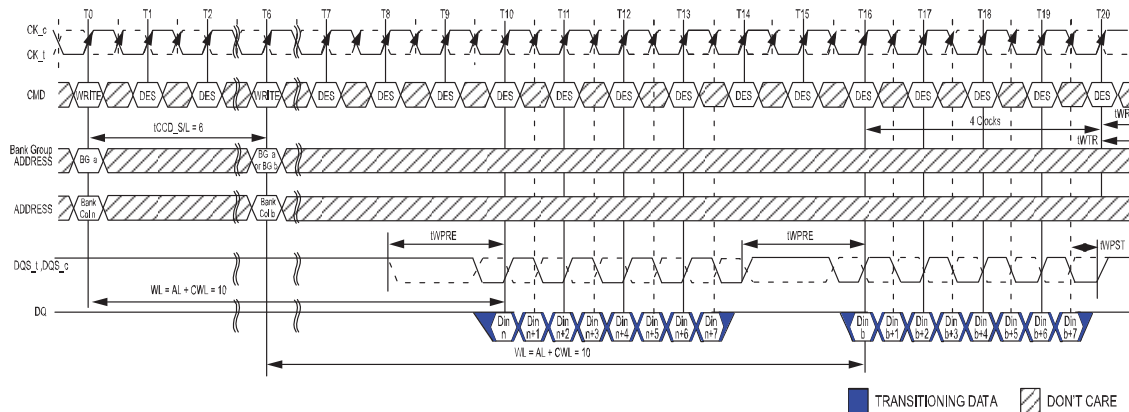 T0 T1 T2 T6 T7 T8 T9 T10 T11 T12 T13 T14 T15 T16 T17 T18 T19 T20
CK_c
CK_t
CMD WRITE DES DES WRITE DES DES DES DES DES DES DES DES DES DES DES DES DES DES
tCCD_S/L = 6
4 Clocks
tWR
tWTR
Bank Group
ADDRESS
BG a
BG a
or BG b
ADDRESS
Bank
Col n
Bank
Col b
tWPRE tWPRE tWPST
DQS_t ,DQS_c
WL = AL + CWL = 10
DQ
Din Din Din Din Din Din Din Din Din Din Din Din Din Din Din Din
n n+1 n+2 n+3 n+4 n+5 n+6 n+7 b b+1 b+2 b+3 b+4 b+5 b+6 b+7
WL = AL + CWL = 10
TRANSITIONING DATA DON'T CARE